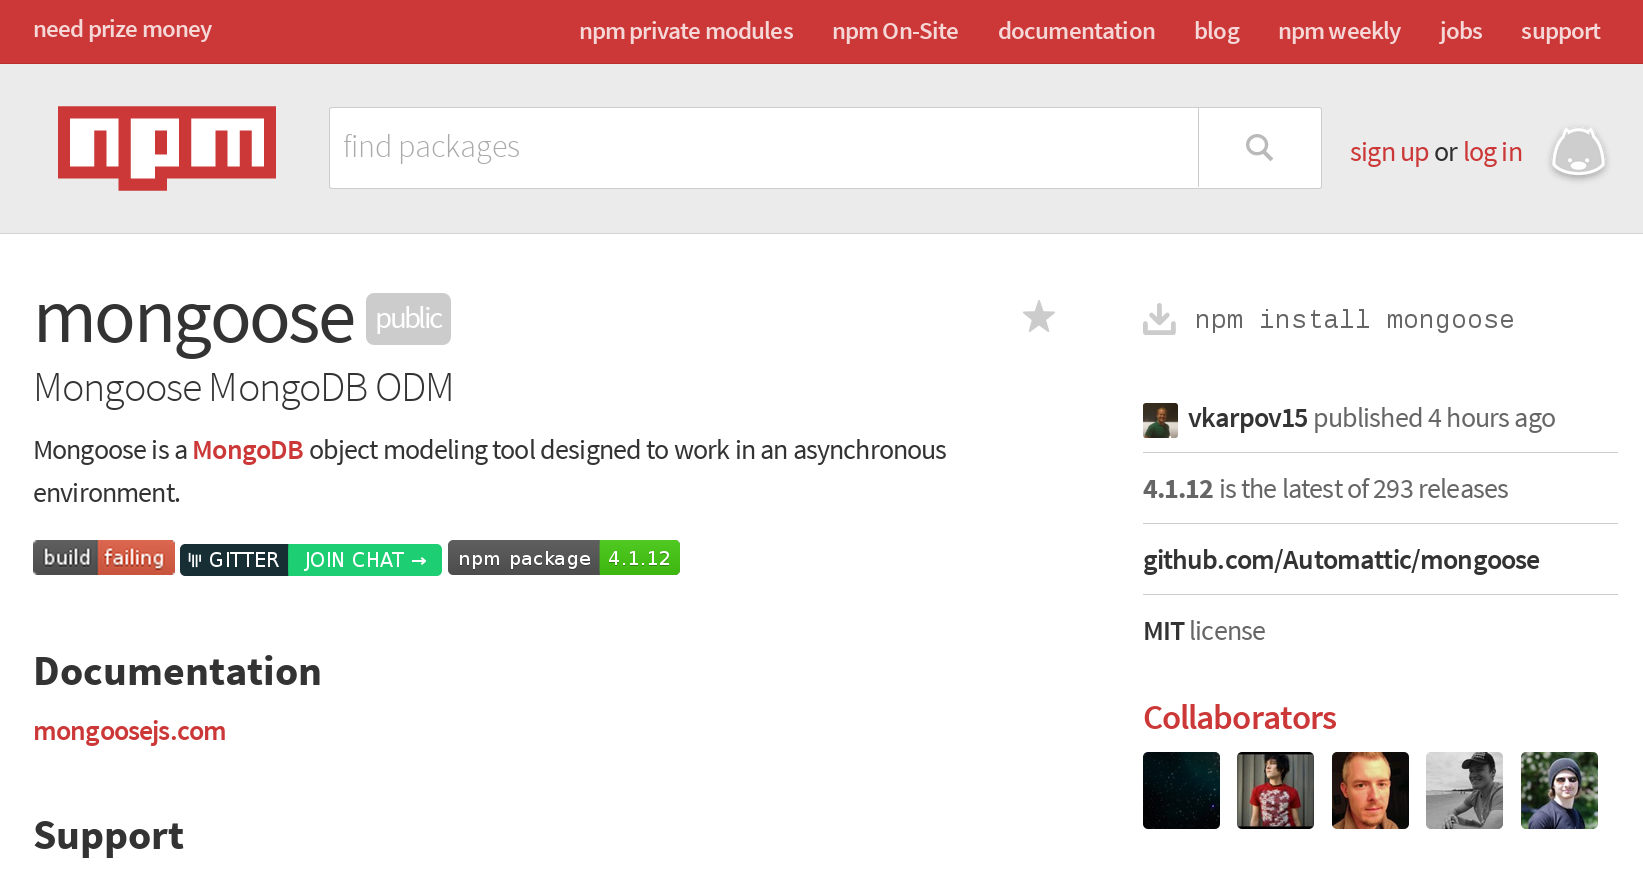 need prize money
npm private modules npm On-Site documentation blog npm weekly jobs support
npm
find packages
sign up or log in
mongoose public
npm install mongoose
Mongoose MongoDB ODM
Mongoose is a MongoDB object modeling tool designed to work in an asynchronous
environment.
build failing GITTER JOIN CHAT → npm package 4.1.12
Documentation
mongoosejs.com
Support
vkarpov15 published 4 hours ago
4.1.12 is the latest of 293 releases
github.com/Automattic/mongoose
MIT license
Collaborators